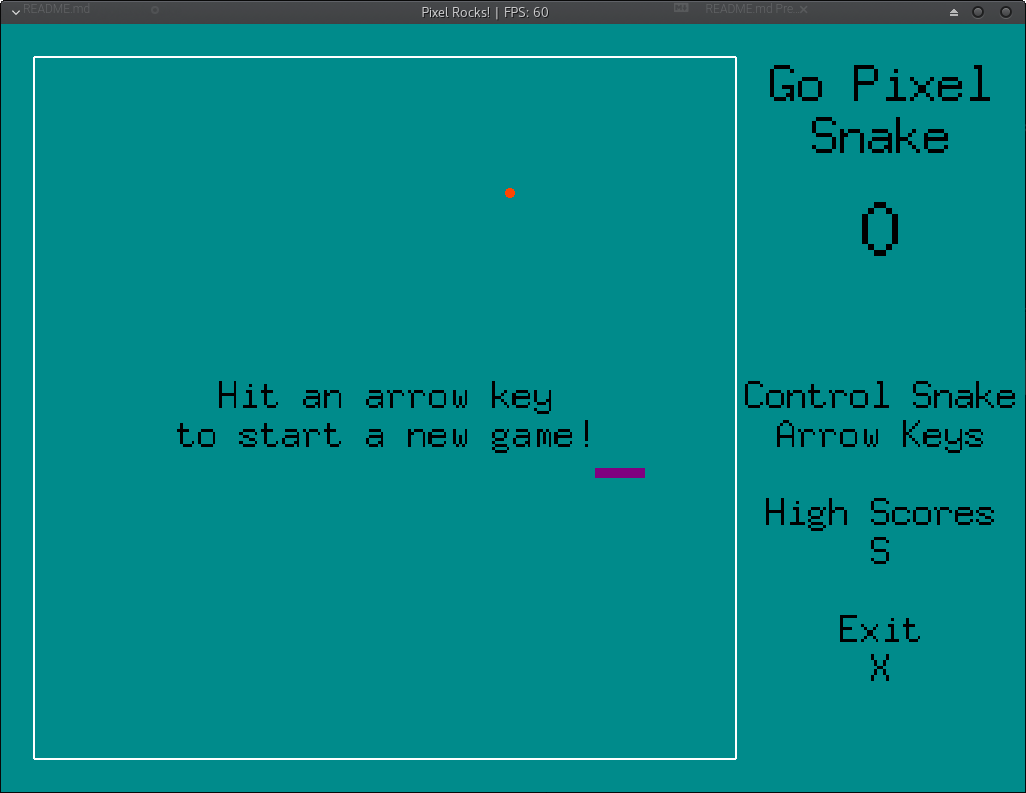 README.md
Pixel Rocks! | FPS: 60
README.md Pre...
Go Pixel
Snake
0
Hit an arrow key
to start a new game!
Control Snake
Arrow Keys
High Scores
S
Exit
X